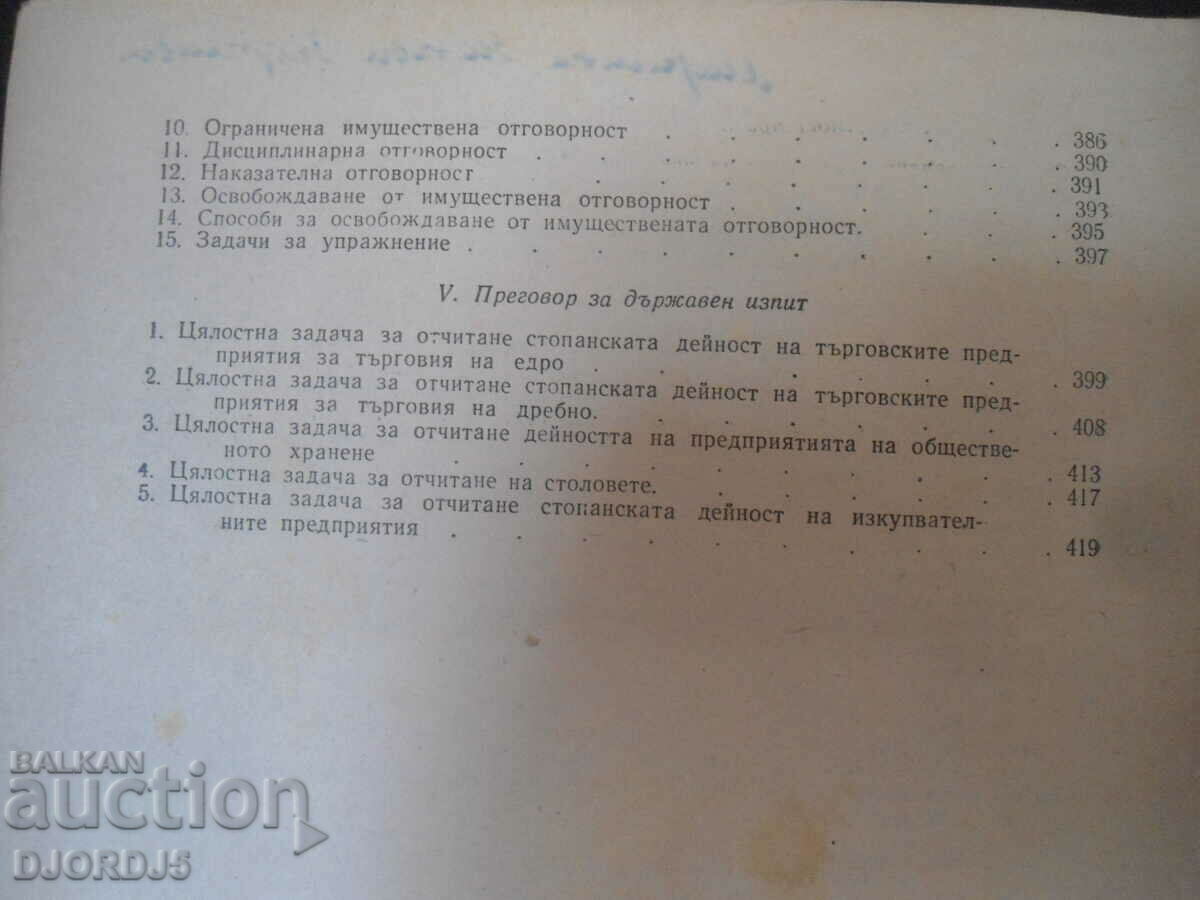 10. Ограничена имуществена отговорност . . . . . . 386
11. Дисциплинарна отговорност . . . . . . . . 390
12. Наказателна отговорност . . . . . . . 391
13. Освобождаване от имуществена отговорност . . . . . . 393
14. Способи за освобождаване от имуществената отговорност. . . . 395
15. Задачи за упражнение . . . . . . . . . 397
V. Преговор за държавен изпит
1. Цялостна задача за отчитане стопанската дейност на търговските пред-
приятия за търговия на едро . . . . . . . . 399
2. Цялостна задача за отчитане стопанската дейност на търговските пред-
приятия за търговия на дребно. . . . . . . . 408
3. Цялостна задача за отчитане дейността на предприятията на обществе-
ното хранене . . . . . . . . . . 413
4. Цялостна задача за отчитане на столовете. . . . . . . 417
5. Цялостна задача за отчитане стопанската дейност на изкупвател-
ните предприятия . . . . . . . . . . 419
BALKAN
auction
DJORDJ5